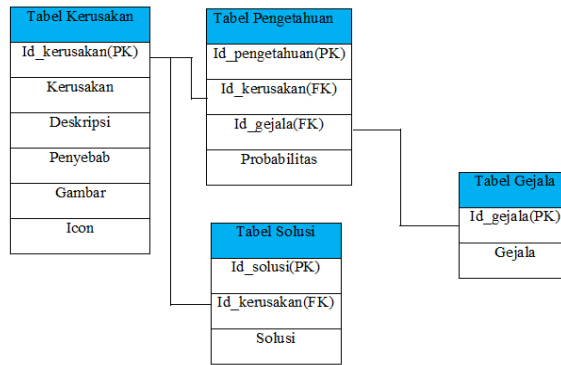 Tabel Kerusakan
Id_kerusakan(PK)
Kerusakan
Deskripsi
Penyebab
Gambar
Icon
Tabel Pengetahuan
Id_pengetahuan(PK)
Id_kerusakan(FK)
Id_gejala(FK)
Probabilitas
Tabel Solusi
Id_solusi(PK)
Id_kerusakan(FK)
Solusi
Tabel Gejala
Id_gejala(PK)
Gejala